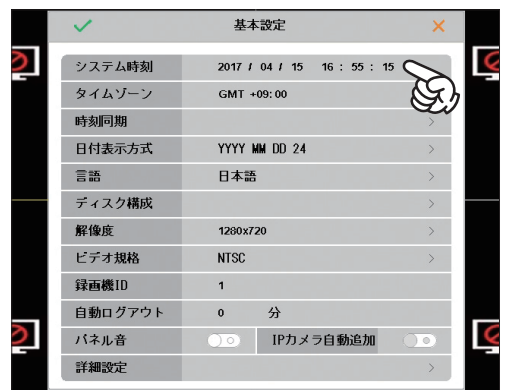 基本設定
システム時刻 2017 / 04 / 15 16 : 55 : 15
タイムゾーン GMT +09:00
時刻同期
日付表示方式 YYYY MM DD 24
言語 日本語
ディスク構成
解像度 1280x720
ビデオ規格 NTSC
録画機ID 1
自動ログアウト 0 分
パネル音 IPカメラ自動追加
詳細設定